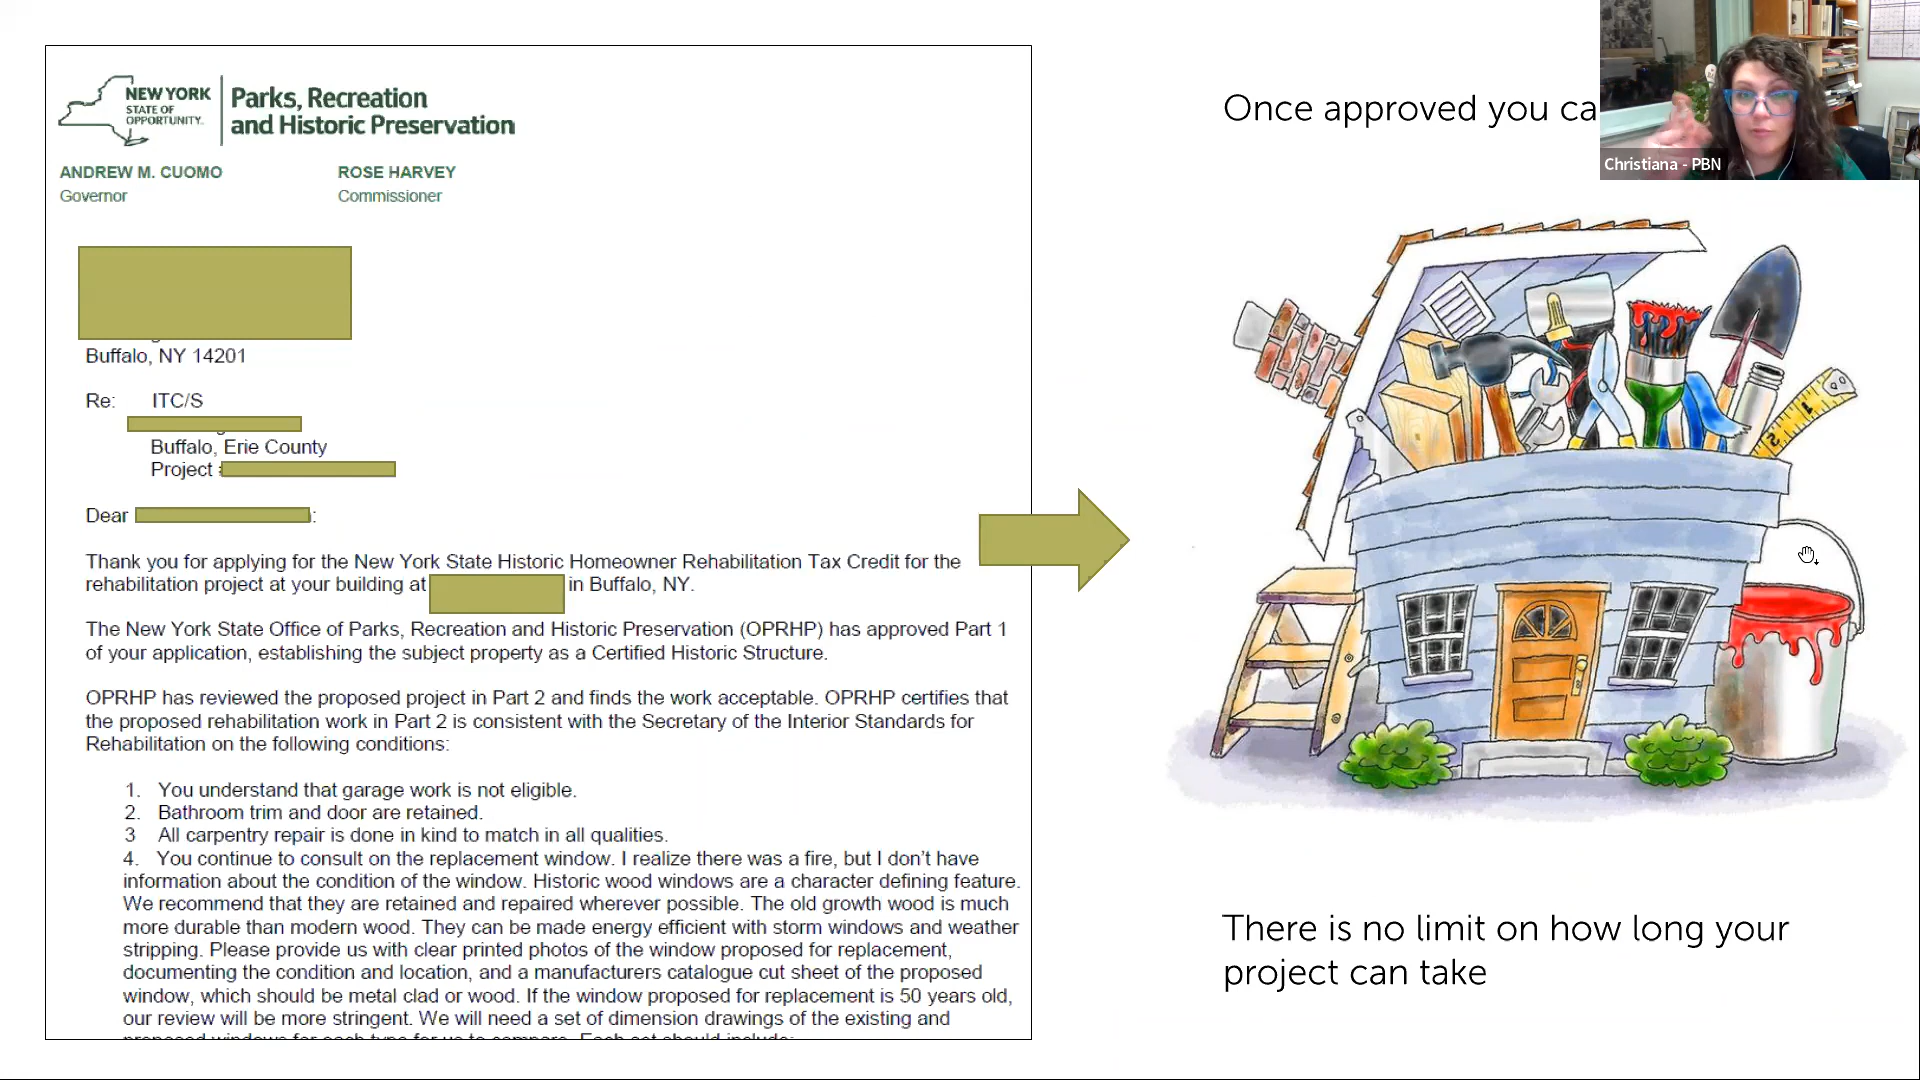 NEW YORK
STATE OF
OPPORTUNITY.
Parks, Recreation
and Historic Preservation
ANDREW M. CUOMO
Governor
ROSE HARVEY
Commissioner
Buffalo, NY 14201
Re: ITC/S
Buffalo, Erie County
Project
Dear :
Thank you for applying for the New York State Historic Homeowner Rehabilitation Tax Credit for the
rehabilitation project at your building at in Buffalo, NY.
The New York State Office of Parks, Recreation and Historic Preservation (OPRHP) has approved Part 1
of your application, establishing the subject property as a Certified Historic Structure.
OPRHP has reviewed the proposed project in Part 2 and finds the work acceptable. OPRHP certifies that
the proposed rehabilitation work in Part 2 is consistent with the Secretary of the Interior Standards for
Rehabilitation on the following conditions:
1. You understand that garage work is not eligible.
2. Bathroom trim and door are retained.
3 All carpentry repair is done in kind to match in all qualities.
4. You continue to consult on the replacement window. I realize there was a fire, but I don't have
information about the condition of the window. Historic wood windows are a character defining feature.
We recommend that they are retained and repaired wherever possible. The old growth wood is much
more durable than modern wood. They can be made energy efficient with storm windows and weather
stripping. Please provide us with clear printed photos of the window proposed for replacement,
documenting the condition and location, and a manufacturers catalogue cut sheet of the proposed
window, which should be metal clad or wood. If the window proposed for replacement is 50 years old,
our review will be more stringent. We will need a set of dimension drawings of the existing and
Once approved you ca
Christiana - PBN
1
2
There is no limit on how long your
project can take